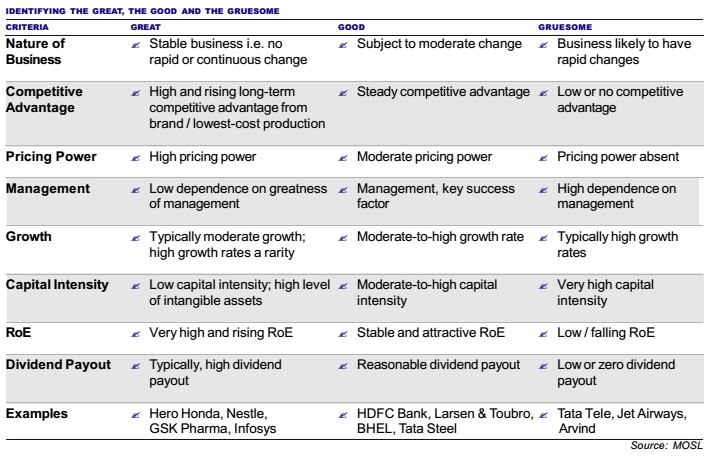 IDENTIFYING THE GREAT, THE GOOD AND THE GRUESOME
CRITERIA GREAT GOOD GRUESOME
Nature of Business
Stable business i.e. no
rapid or continuous change
Subject to moderate change
Business likely to have
rapid changes
Competitive Advantage
High and rising long-term
competitive advantage from
brand / lowest-cost production
Steady competitive advantage
Low or no competitive
advantage
Pricing Power
High pricing power
Moderate pricing power
Pricing power absent
Management
Low dependence on greatness
of management
Management, key success
factor
High dependence on
management
Growth
Typically moderate growth;
high growth rates a rarity
Moderate-to-high growth rate
Typically high growth
rates
Capital Intensity
Low capital intensity; high level
of intangible assets
Moderate-to-high capital
intensity
Very high capital
intensity
RoE
Very high and rising RoE
Stable and attractive RoE
Low / falling RoE
Dividend Payout
Typically, high dividend
payout
Reasonable dividend payout
Low or zero dividend
payout
Examples
Hero Honda, Nestle,
GSK Pharma, Infosys
HDFC Bank, Larsen & Toubro,
BHEL, Tata Steel
Tata Tele, Jet Airways,
Arvind
Source: MOSL